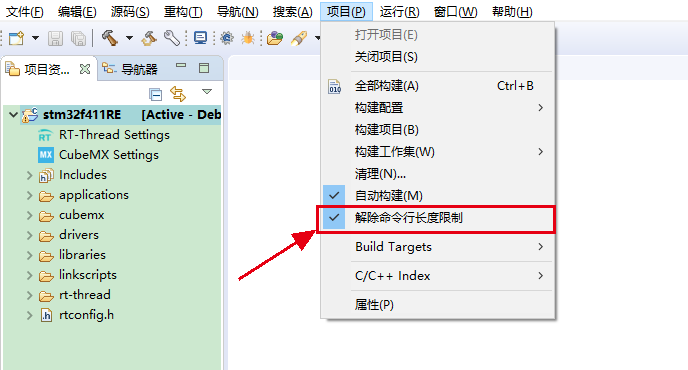 文件(F) 编辑(E) 源码(S) 重构(T) 导航(N) 搜索(A) 项目(P) 运行(R) 窗口(W) 帮助(H)
项目资... 导航器
stm32f411RE [Active - Deb
RT-Thread Settings
CubeMX Settings
Includes
applications
cubemx
drivers
libraries
linkscripts
rt-thread
rtconfig.h
打开项目(E)
关闭项目(S)
全部构建(A) Ctrl+B
构建配置
构建项目(B)
构建工作集(W)
清理(N)...
自动构建(M)
解除命令行长度限制
Build Targets
C/C++ Index
属性(P)